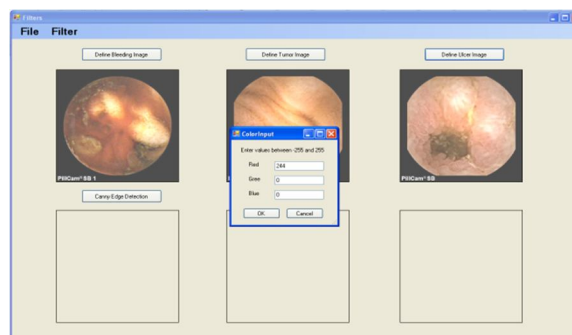 Filters
File Filter
Define Bleeding Image
Define Tumor Image
Define Ulcer Image
ColorInput
Enter values between -255 and 255
Red
244
Gree
0
Blue
0
OK
Cancel
PillCam® SB 1
PillCam® SB
Canny Edge Detection